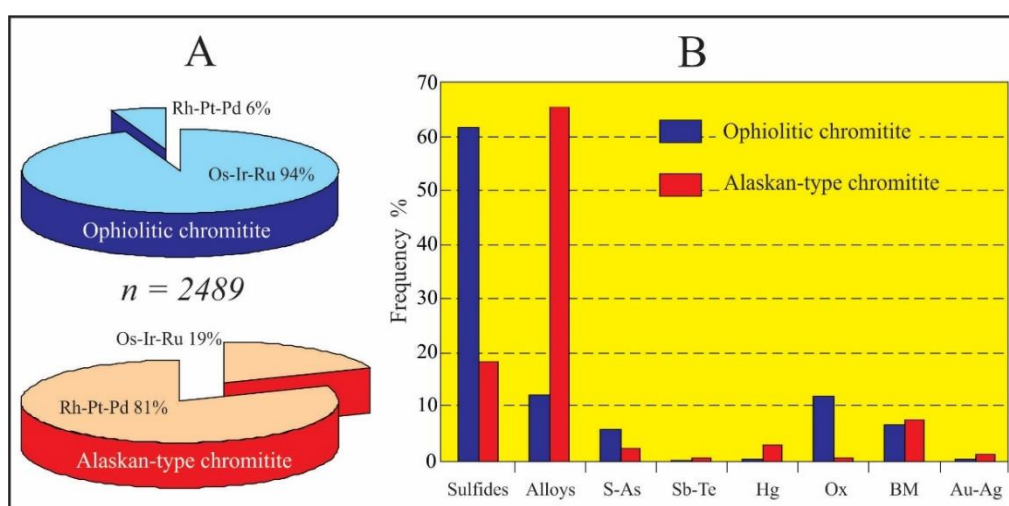 A
Rh-Pt-Pd 6%
Os-Ir-Ru 94%
Ophiolitic chromitite
n = 2489
Os-Ir-Ru 19%
Rh-Pt-Pd 81%
Alaskan-type chromitite
B
Frequency %
70
60
50
40
30
20
10
0
Ophiolitic chromitite
Alaskan-type chromitite
Sulfides Alloys S-As Sb-Te Hg Ox BM Au-Ag